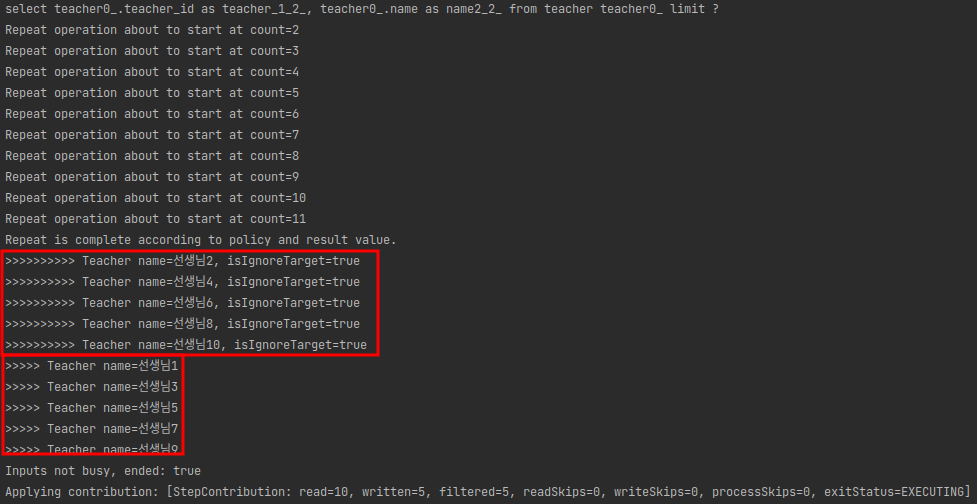 select teacher0_.teacher_id as teacher_1_2_, teacher0_.name as name2_2_ from teacher teacher0_ limit ?
Repeat operation about to start at count=2
Repeat operation about to start at count=3
Repeat operation about to start at count=4
Repeat operation about to start at count=5
Repeat operation about to start at count=6
Repeat operation about to start at count=7
Repeat operation about to start at count=8
Repeat operation about to start at count=9
Repeat operation about to start at count=10
Repeat operation about to start at count=11
Repeat is complete according to policy and result value.
>>>>>>>>>> Teacher name=선생님2, isIgnoreTarget=true
>>>>>>>>>> Teacher name=선생님4, isIgnoreTarget=true
>>>>>>>>>> Teacher name=선생님6, isIgnoreTarget=true
>>>>>>>>>> Teacher name=선생님8, isIgnoreTarget=true
>>>>>>>>>> Teacher name=선생님10, isIgnoreTarget=true
>>>>> Teacher name=선생님1
>>>>> Teacher name=선생님3
>>>>> Teacher name=선생님5
>>>>> Teacher name=선생님7
>>>>> Teacher name=선생님9
Inputs not busy, ended: true
Applying contribution: [StepContribution: read=10, written=5, filtered=5, readSkips=0, writeSkips=0, processSkips=0, exitStatus=EXECUTING]